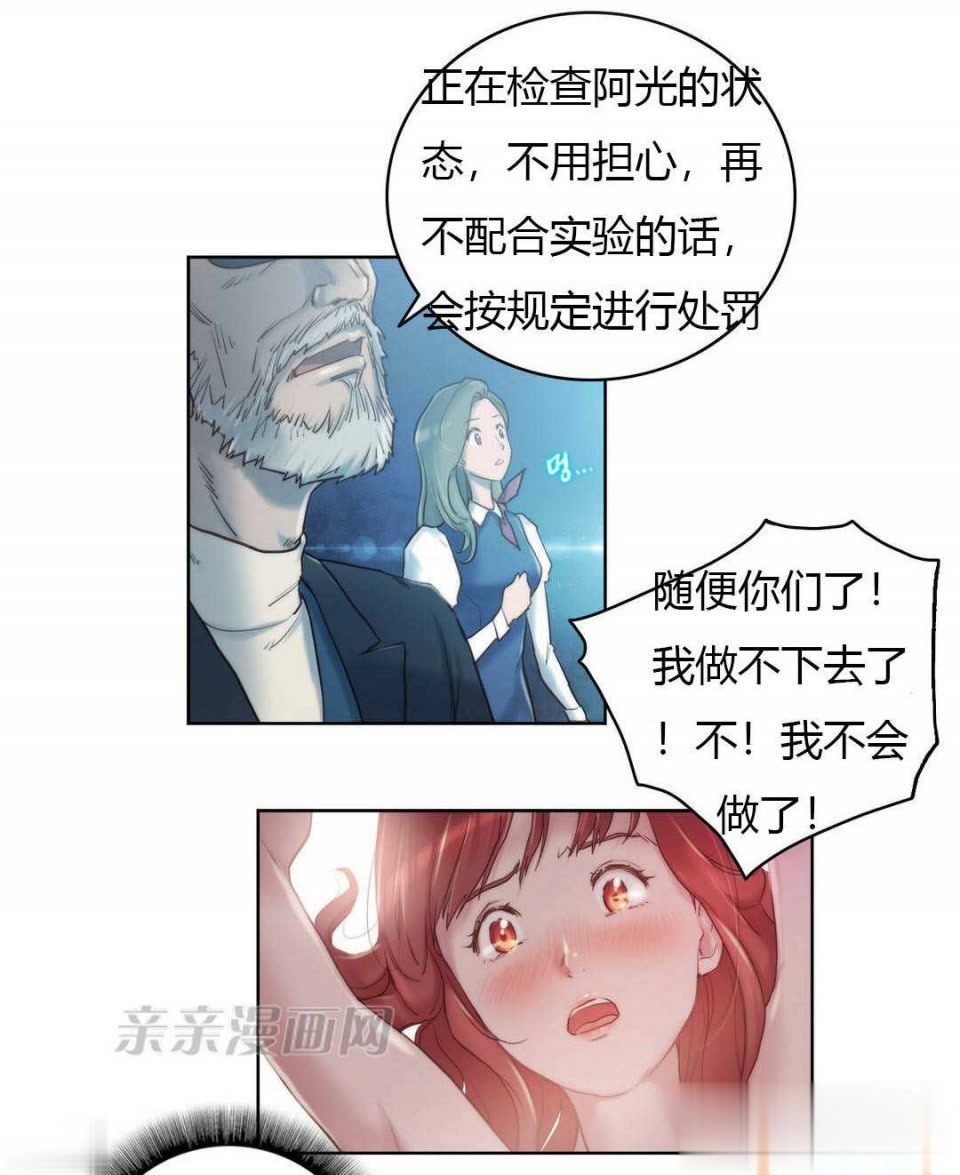 正在检查阿光的状
态，不用担心，再
不配合实验的话，
会按规定进行处罚
멍...
随便你们了！
我做不下去了
！不！我不会
做了！
亲亲漫画网